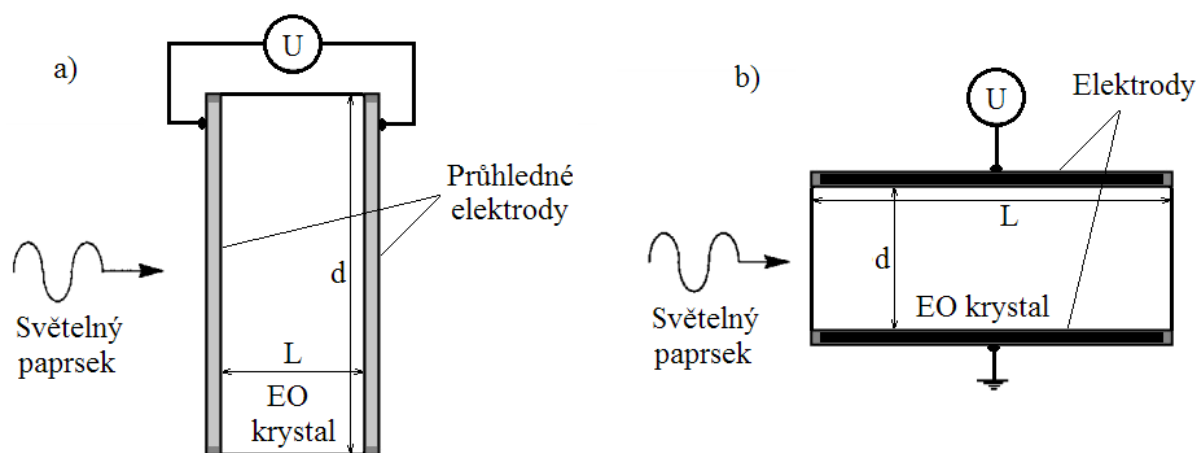 a)
U
Průhledné
elektrody
d
Světelný
paprsek
L
EO
krystal
b)
U
Elektrody
L
d
EO krystal
Světelný
paprsek